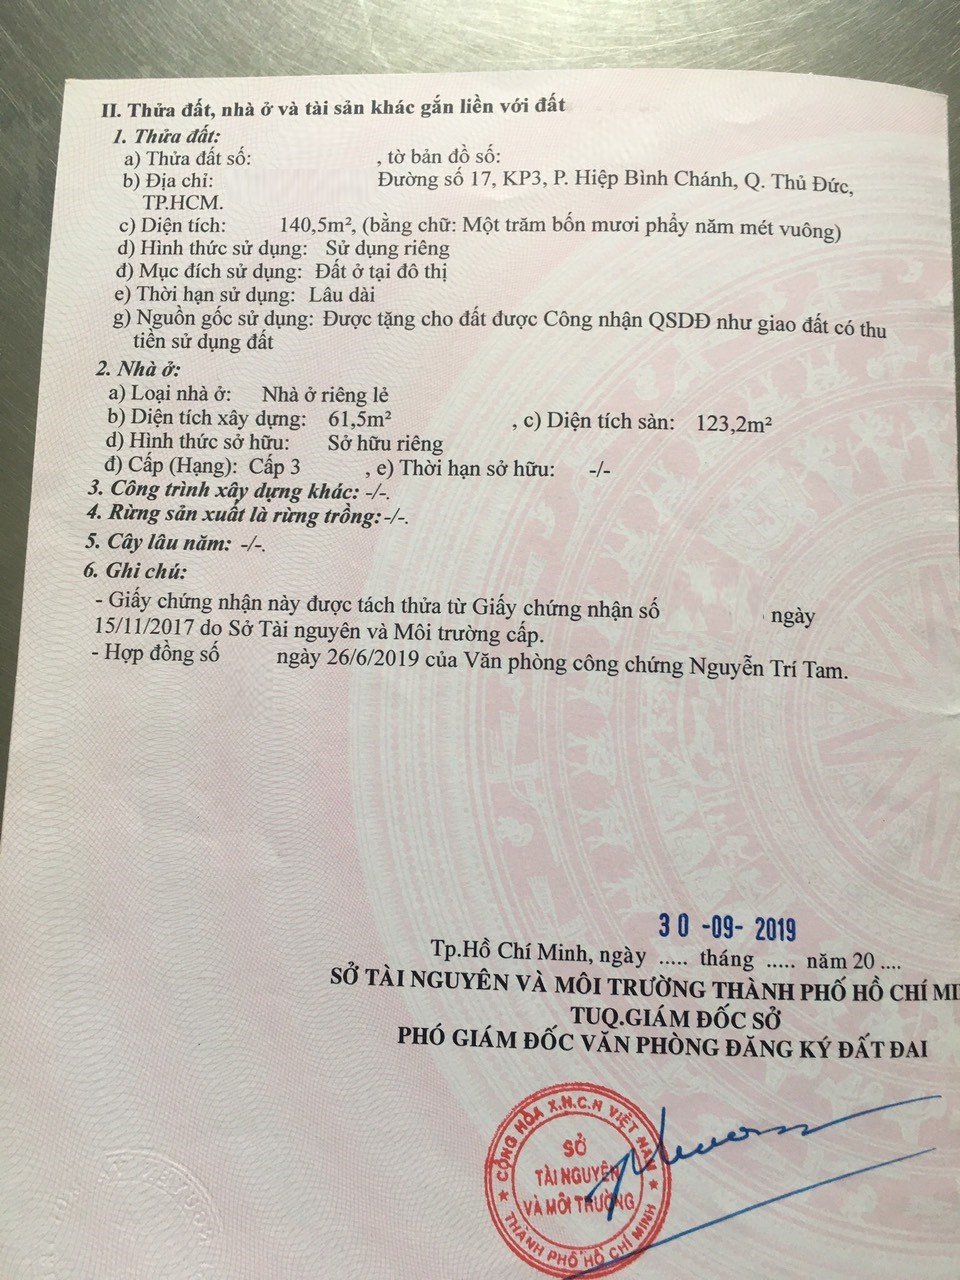 II. Thửa đất, nhà ở và tài sản khác gắn liền với đất
1. Thửa đất:
a) Thửa đất số: , tờ bản đồ số:
b) Địa chỉ: Đường số 17, KP3, P. Hiệp Bình Chánh, Q. Thủ Đức,
TP.HCM.
c) Diện tích: 140,5m², (bằng chữ: Một trăm bốn mươi phẩy năm mét vuông)
d) Hình thức sử dụng: Sử dụng riêng
đ) Mục đích sử dụng: Đất ở tại đô thị
e) Thời hạn sử dụng: Lâu dài
g) Nguồn gốc sử dụng: Được tặng cho đất được Công nhận QSDĐ như giao đất có thu
tiền sử dụng đất
2. Nhà ở:
a) Loại nhà ở: Nhà ở riêng lẻ
b) Diện tích xây dựng: 61,5m² , c) Diện tích sàn: 123,2m²
d) Hình thức sở hữu: Sở hữu riêng
đ) Cấp (Hạng): Cấp 3 , e) Thời hạn sở hữu: -/-
3. Công trình xây dựng khác: -/-.
4. Rừng sản xuất là rừng trồng: -/-.
5. Cây lâu năm: -/-.
6. Ghi chú:
- Giấy chứng nhận này được tách thửa từ Giấy chứng nhận số ngày
15/11/2017 do Sở Tài nguyên và Môi trường cấp.
- Hợp đồng số ngày 26/6/2019 của Văn phòng công chứng Nguyễn Trí Tam.
30 -09- 2019
Tp.Hồ Chí Minh, ngày ..... tháng ..... năm 20 ....
SỞ TÀI NGUYÊN VÀ MÔI TRƯỜNG THÀNH PHỐ HỒ CHÍ MI
TUQ.GIÁM ĐỐC SỞ
PHÓ GIÁM ĐỐC VĂN PHÒNG ĐĂNG KÝ ĐẤT ĐAI
CỘNG HÒA X.H.C.N VIỆT NAM
SỞ
TÀI NGUYÊN
VÀ MÔI TRƯỜNG
THÀNH PHỐ HỒ CHÍ MINH